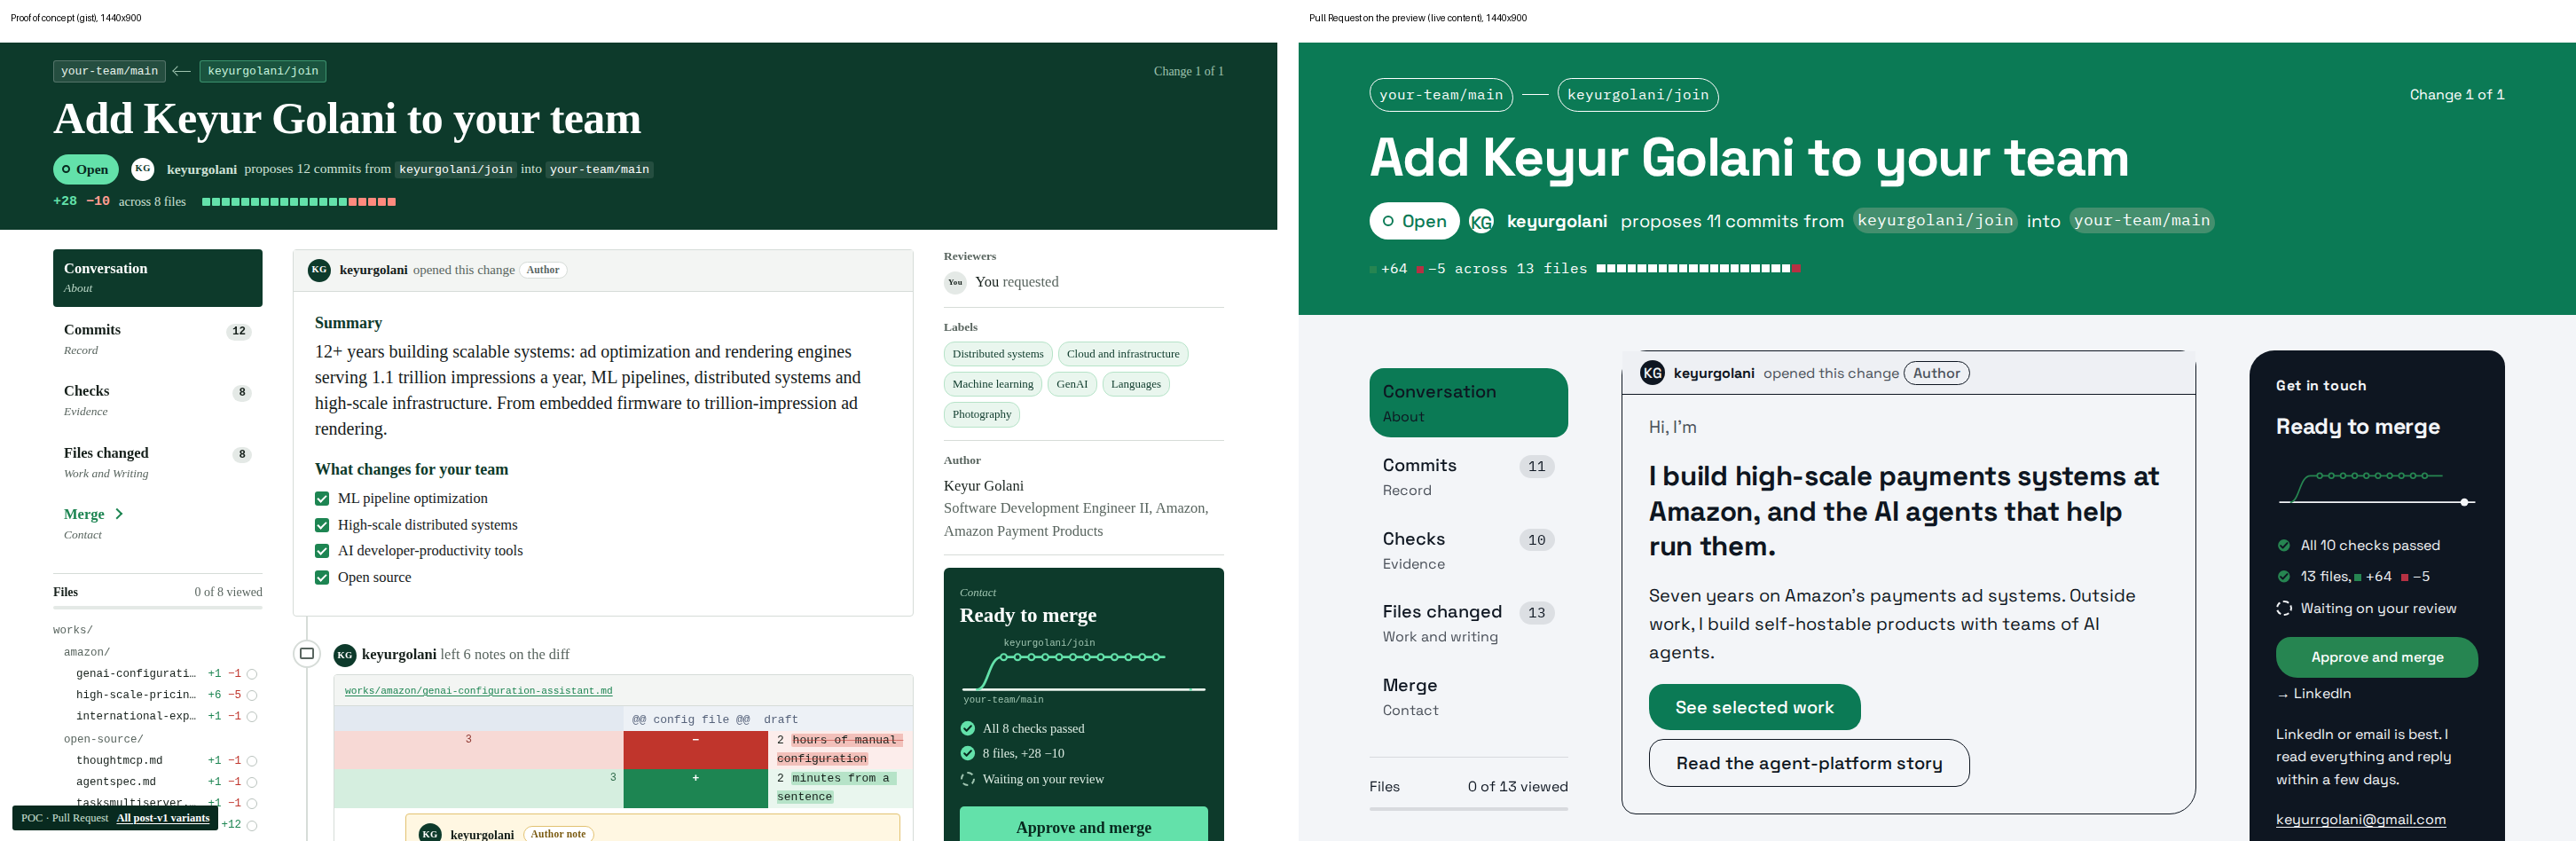 Proof of concept (gist), 1440x900
your-team/main
keyurgolani/join
Change 1 of 1
Add Keyur Golani to your team
Open
KG
keyurgolani proposes 12 commits from keyurgolani/join into your-team/main
+28 −10 across 8 files
Conversation
About
Commits
12
Record
Checks
8
Evidence
Files changed
8
Work and Writing
Merge
Contact
Files
0 of 8 viewed
works/
amazon/
genai-configurati… +1 −1
high-scale-pricin… +6 −5
international-exp… +1 −1
open-source/
thoughtmcp.md +1 −1
agentspec.md +1 −1
tasksmultiserver.… +1 −1
+12
POC · Pull Request All post-v1 variants
KG keyurgolani opened this change Author
Summary
12+ years building scalable systems: ad optimization and rendering engines
serving 1.1 trillion impressions a year, ML pipelines, distributed systems and
high-scale infrastructure. From embedded firmware to trillion-impression ad
rendering.
What changes for your team
ML pipeline optimization
High-scale distributed systems
AI developer-productivity tools
Open source
KG keyurgolani left 6 notes on the diff
works/amazon/genai-configuration-assistant.md
@@ config file @@ draft
3 − 2 hours of manual
configuration
3 + 2 minutes from a
sentence
KG keyurgolani Author note
Reviewers
You You requested
Labels
Distributed systems
Cloud and infrastructure
Machine learning
GenAI
Languages
Photography
Author
Keyur Golani
Software Development Engineer II, Amazon,
Amazon Payment Products
Contact
Ready to merge
keyurgolani/join
your-team/main
All 8 checks passed
8 files, +28 −10
Waiting on your review
Approve and merge
Pull Request on the preview (live content), 1440x900
your-team/main
keyurgolani/join
Change 1 of 1
Add Keyur Golani to your team
Open
KG
keyurgolani proposes 11 commits from keyurgolani/join into your-team/main
+64 −5 across 13 files
Conversation
About
Commits
11
Record
Checks
10
Evidence
Files changed
13
Work and writing
Merge
Contact
Files
0 of 13 viewed
KG keyurgolani opened this change Author
Hi, I'm
I build high-scale payments systems at
Amazon, and the AI agents that help
run them.
Seven years on Amazon's payments ad systems. Outside
work, I build self-hostable products with teams of AI
agents.
See selected work
Read the agent-platform story
Get in touch
Ready to merge
All 10 checks passed
13 files, +64 −5
Waiting on your review
Approve and merge
→ LinkedIn
LinkedIn or email is best. I
read everything and reply
within a few days.
keyurrgolani@gmail.com